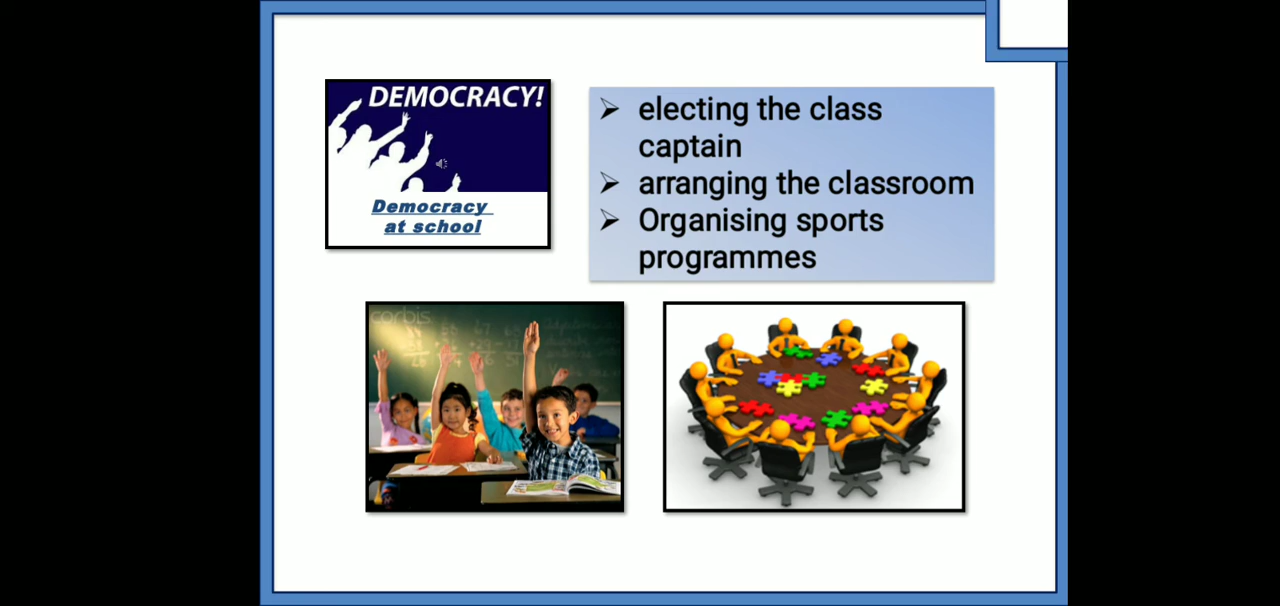 DEMOCRACY!
Democracy
at school
electing the class
captain
arranging the classroom
Organising sports
programmes
corbis